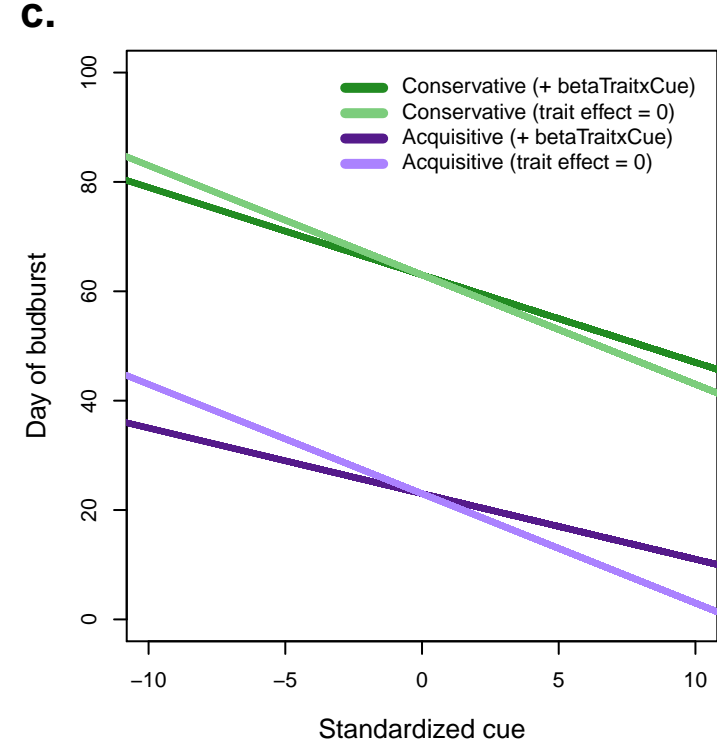 c.
Conservative (+ betaTraitxCue)
Conservative (trait effect = 0)
Acquisitive (+ betaTraitxCue)
Acquisitive (trait effect = 0)
Day of budburst
100
80
60
40
20
0
−10 −5 0 5 10
Standardized cue